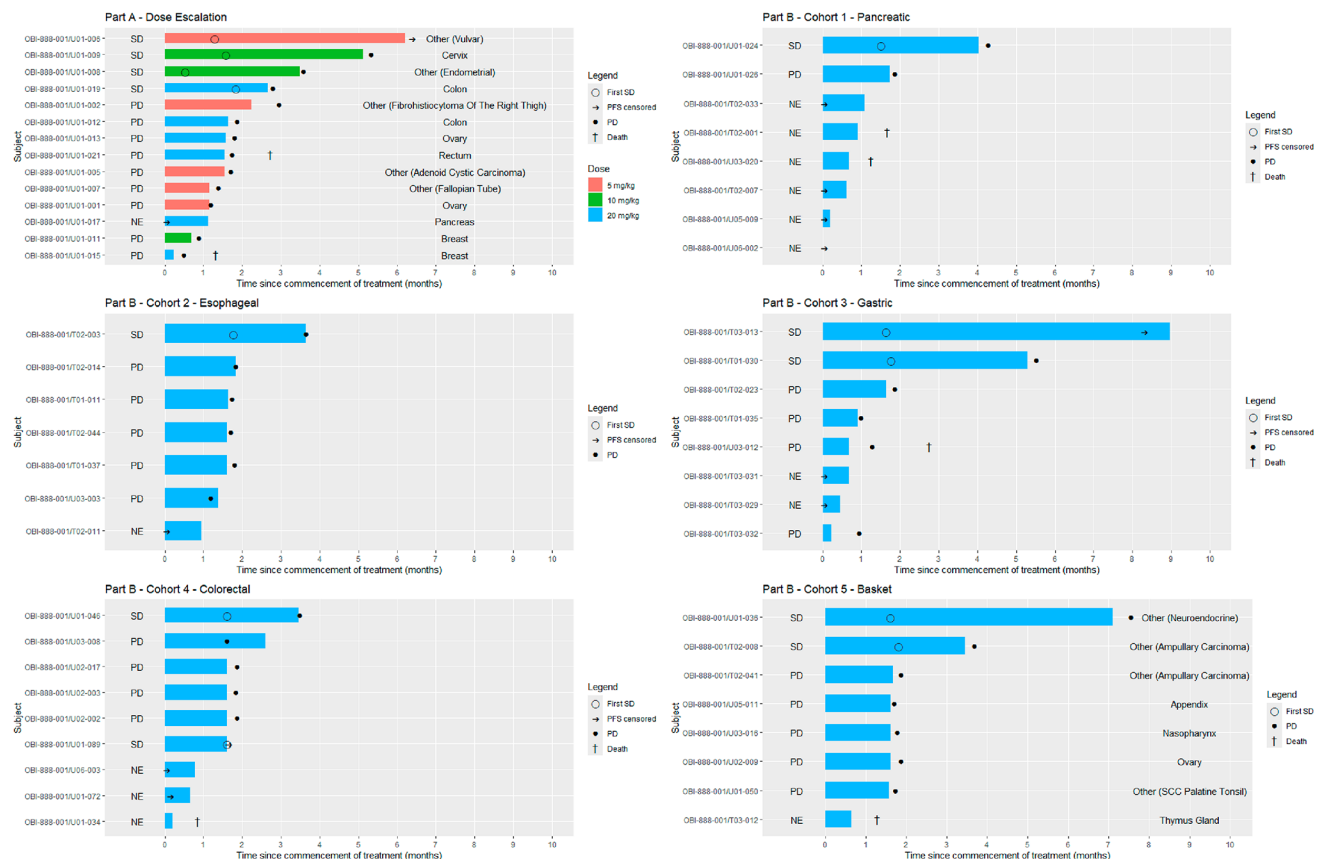 Part A - Dose Escalation
Subject
OBI-888-001/U01-006 SD Other (Vulvar)
OBI-888-001/U01-009 SD Cervix
OBI-888-001/U01-008 SD Other (Endometrial)
OBI-888-001/U01-019 SD Colon
OBI-888-001/U01-002 PD Other (Fibrohistiocytoma Of The Right Thigh)
OBI-888-001/U01-012 PD Colon
OBI-888-001/U01-013 PD Ovary
OBI-888-001/U01-021 PD Rectum
OBI-888-001/U01-005 PD Other (Adenoid Cystic Carcinoma)
OBI-888-001/U01-007 PD Other (Fallopian Tube)
OBI-888-001/U01-001 PD Ovary
OBI-888-001/U01-017 NE Pancreas
OBI-888-001/U01-011 PD Breast
OBI-888-001/U01-015 PD Breast
0 1 2 3 4 5 6 7 8 9 10
Time since commencement of treatment (months)
Legend
First SD
PFS censored
PD
Death
Dose
5 mg/kg
10 mg/kg
20 mg/kg
Part B - Cohort 1 - Pancreatic
Subject
OBI-888-001/U01-024 SD
OBI-888-001/U01-026 PD
OBI-888-001/T02-033 NE
OBI-888-001/T02-001 NE
OBI-888-001/U03-020 NE
OBI-888-001/T02-007 NE
OBI-888-001/U05-009 NE
OBI-888-001/U06-002 NE
0 1 2 3 4 5 6 7 8 9 10
Time since commencement of treatment (months)
Legend
First SD
PFS censored
PD
Death
Part B - Cohort 2 - Esophageal
Subject
OBI-888-001/T02-003 SD
OBI-888-001/T02-014 PD
OBI-888-001/T01-011 PD
OBI-888-001/T02-044 PD
OBI-888-001/T01-037 PD
OBI-888-001/U03-003 PD
OBI-888-001/T02-011 NE
0 1 2 3 4 5 6 7 8 9 10
Time since commencement of treatment (months)
Legend
First SD
PFS censored
PD
Part B - Cohort 3 - Gastric
Subject
OBI-888-001/T03-013 SD
OBI-888-001/T01-030 SD
OBI-888-001/T02-023 PD
OBI-888-001/T01-035 PD
OBI-888-001/U03-012 PD
OBI-888-001/T03-031 NE
OBI-888-001/T03-029 NE
OBI-888-001/T03-032 PD
0 1 2 3 4 5 6 7 8 9 10
Time since commencement of treatment (months)
Legend
First SD
PFS censored
PD
Death
Part B - Cohort 4 - Colorectal
Subject
OBI-888-001/U01-046 SD
OBI-888-001/U03-008 PD
OBI-888-001/U02-017 PD
OBI-888-001/U02-003 PD
OBI-888-001/U02-002 PD
OBI-888-001/U01-089 SD
OBI-888-001/U06-003 NE
OBI-888-001/U01-072 NE
OBI-888-001/U01-034 NE
0 1 2 3 4 5 6 7 8 9 10
Time since commencement of treatment (months)
Legend
First SD
PFS censored
PD
Death
Part B - Cohort 5 - Basket
Subject
OBI-888-001/U01-036 SD Other (Neuroendocrine)
OBI-888-001/T02-008 SD Other (Ampullary Carcinoma)
OBI-888-001/T02-041 PD Other (Ampullary Carcinoma)
OBI-888-001/U05-011 PD Appendix
OBI-888-001/U03-016 PD Nasopharynx
OBI-888-001/U02-009 PD Ovary
OBI-888-001/U01-050 PD Other (SCC Palatine Tonsil)
OBI-888-001/T03-012 NE Thymus Gland
0 1 2 3 4 5 6 7 8 9 10
Time since commencement of treatment (months)
Legend
First SD
PD
Death